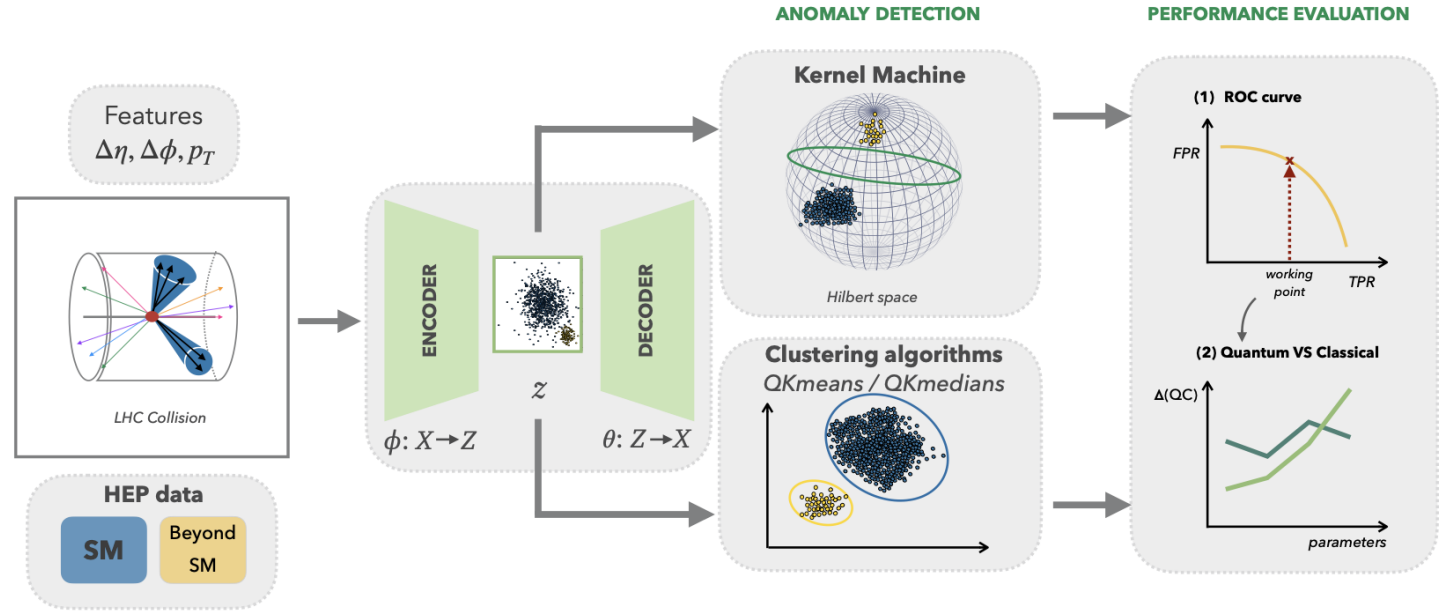 ANOMALY DETECTION
PERFORMANCE EVALUATION
Features
Δη, Δϕ, p_T
LHC Collision
HEP data
SM
Beyond
SM
ENCODER
DECODER
z
ϕ: X→Z
θ: Z→X
Kernel Machine
Hilbert space
Clustering algorithms
QKmeans / QKmedians
(1) ROC curve
FPR
x
working
point
TPR
(2) Quantum VS Classical
Δ(QC)
parameters